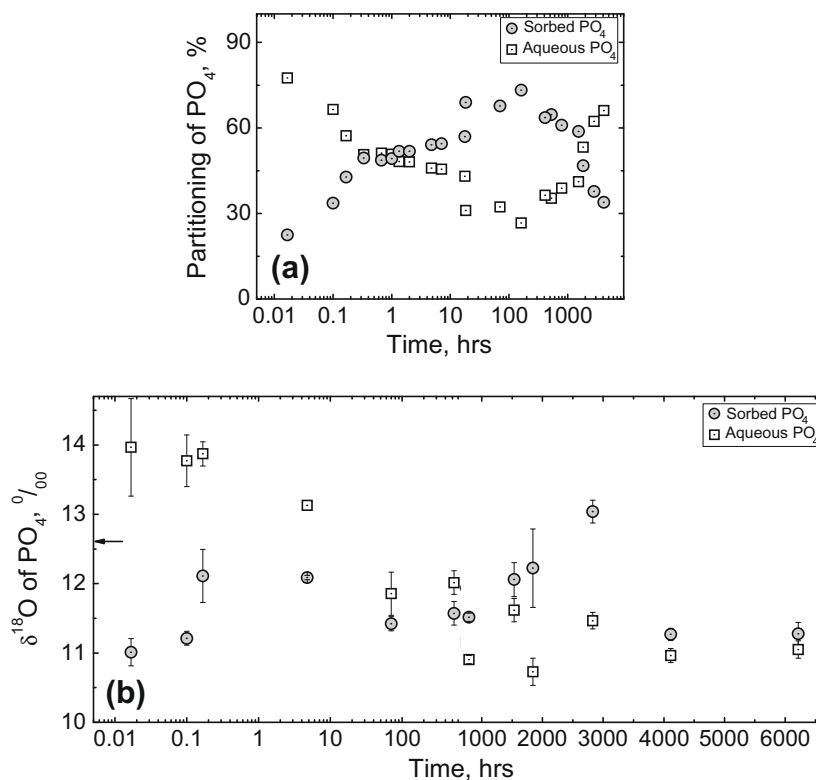 Sorbed PO4
Aqueous PO4
Partitioning of PO4, %
90
60
30
0
(a)
0.01 0.1 1 10 100 1000
Time, hrs
Sorbed PO4
Aqueous PO4
δ18O of PO4, 0/00
14
13
12
11
10
(b)
0.01 0.1 1 10 100 1000 2000 3000 4000 5000 6000
Time, hrs